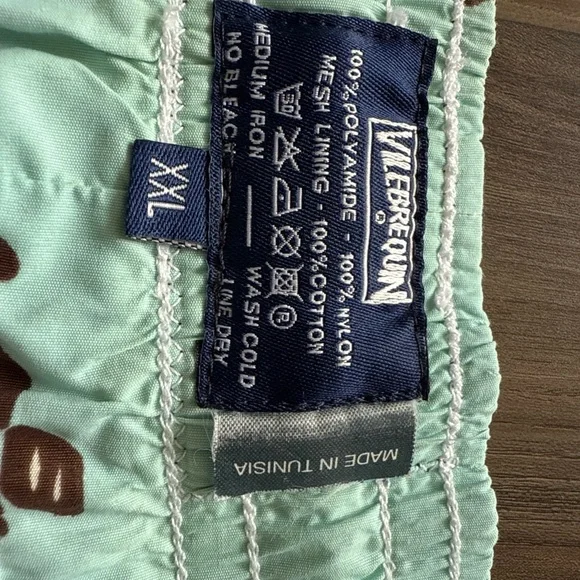 VILEBREQUIN
100% POLYAMIDE - 100% NYLON
MESH LINING - 100% COTTON
30 P
MEDIUM IRON — WASH COLD
NO BLEACH LINE DRY
XXL
MADE IN TUNISIA